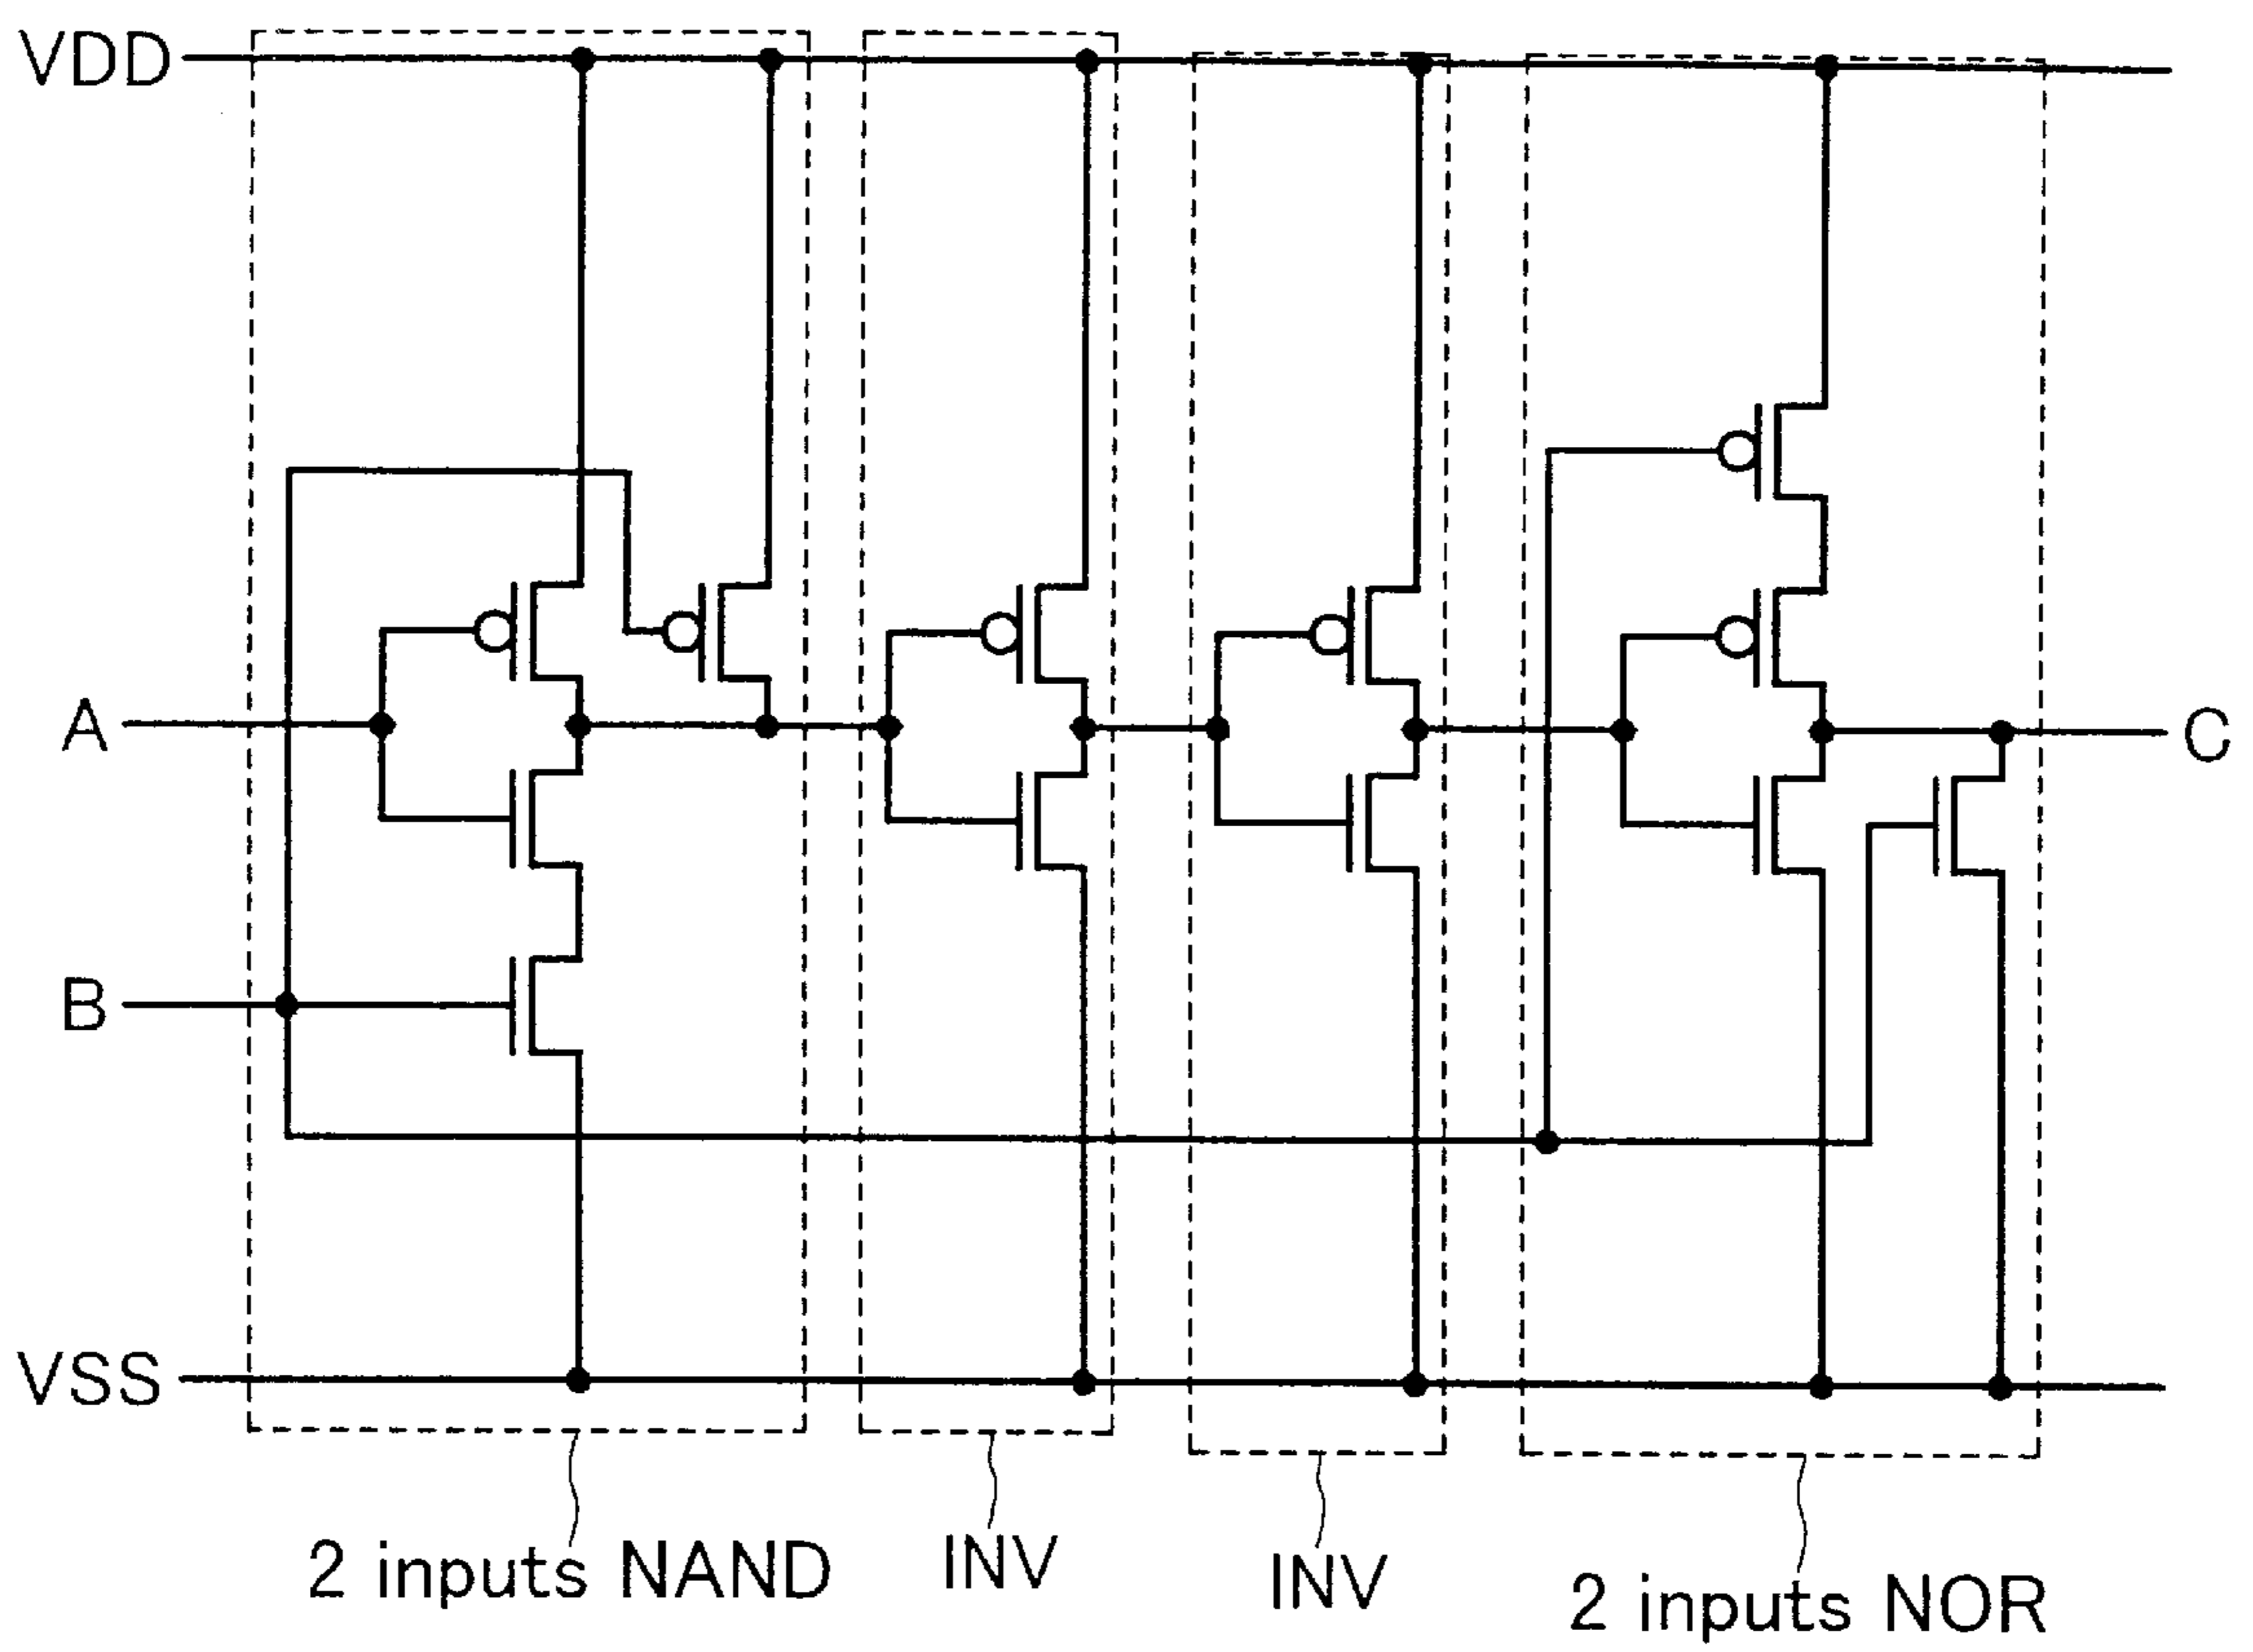 VDD
A
C
B
VSS
2 inputs NAND
INV
INV
2 inputs NOR